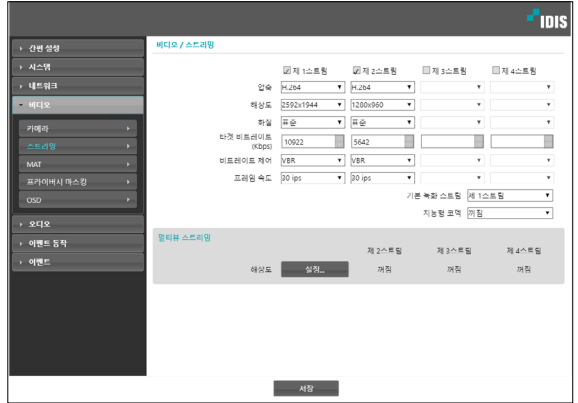 IDIS
간편 설정
시스템
네트워크
비디오
카메라
스트리밍
MAT
프라이버시 마스킹
OSD
오디오
이벤트 동작
이벤트
비디오 / 스트리밍
제 1스트림 제 2스트림 제 3스트림 제 4스트림
압축 H.264 H.264
해상도 2592x1944 1280x960
화질 표준 표준
타겟 비트레이트 (Kbps) 10922 5642
비트레이트 제어 VBR VBR
프레임 속도 30 ips 30 ips
기본 녹화 스트림 제 1스트림
지능형 코덱 꺼짐
멀티뷰 스트리밍
제 2스트림 제 3스트림 제 4스트림
해상도 설정... 꺼짐 꺼짐 꺼짐
저장